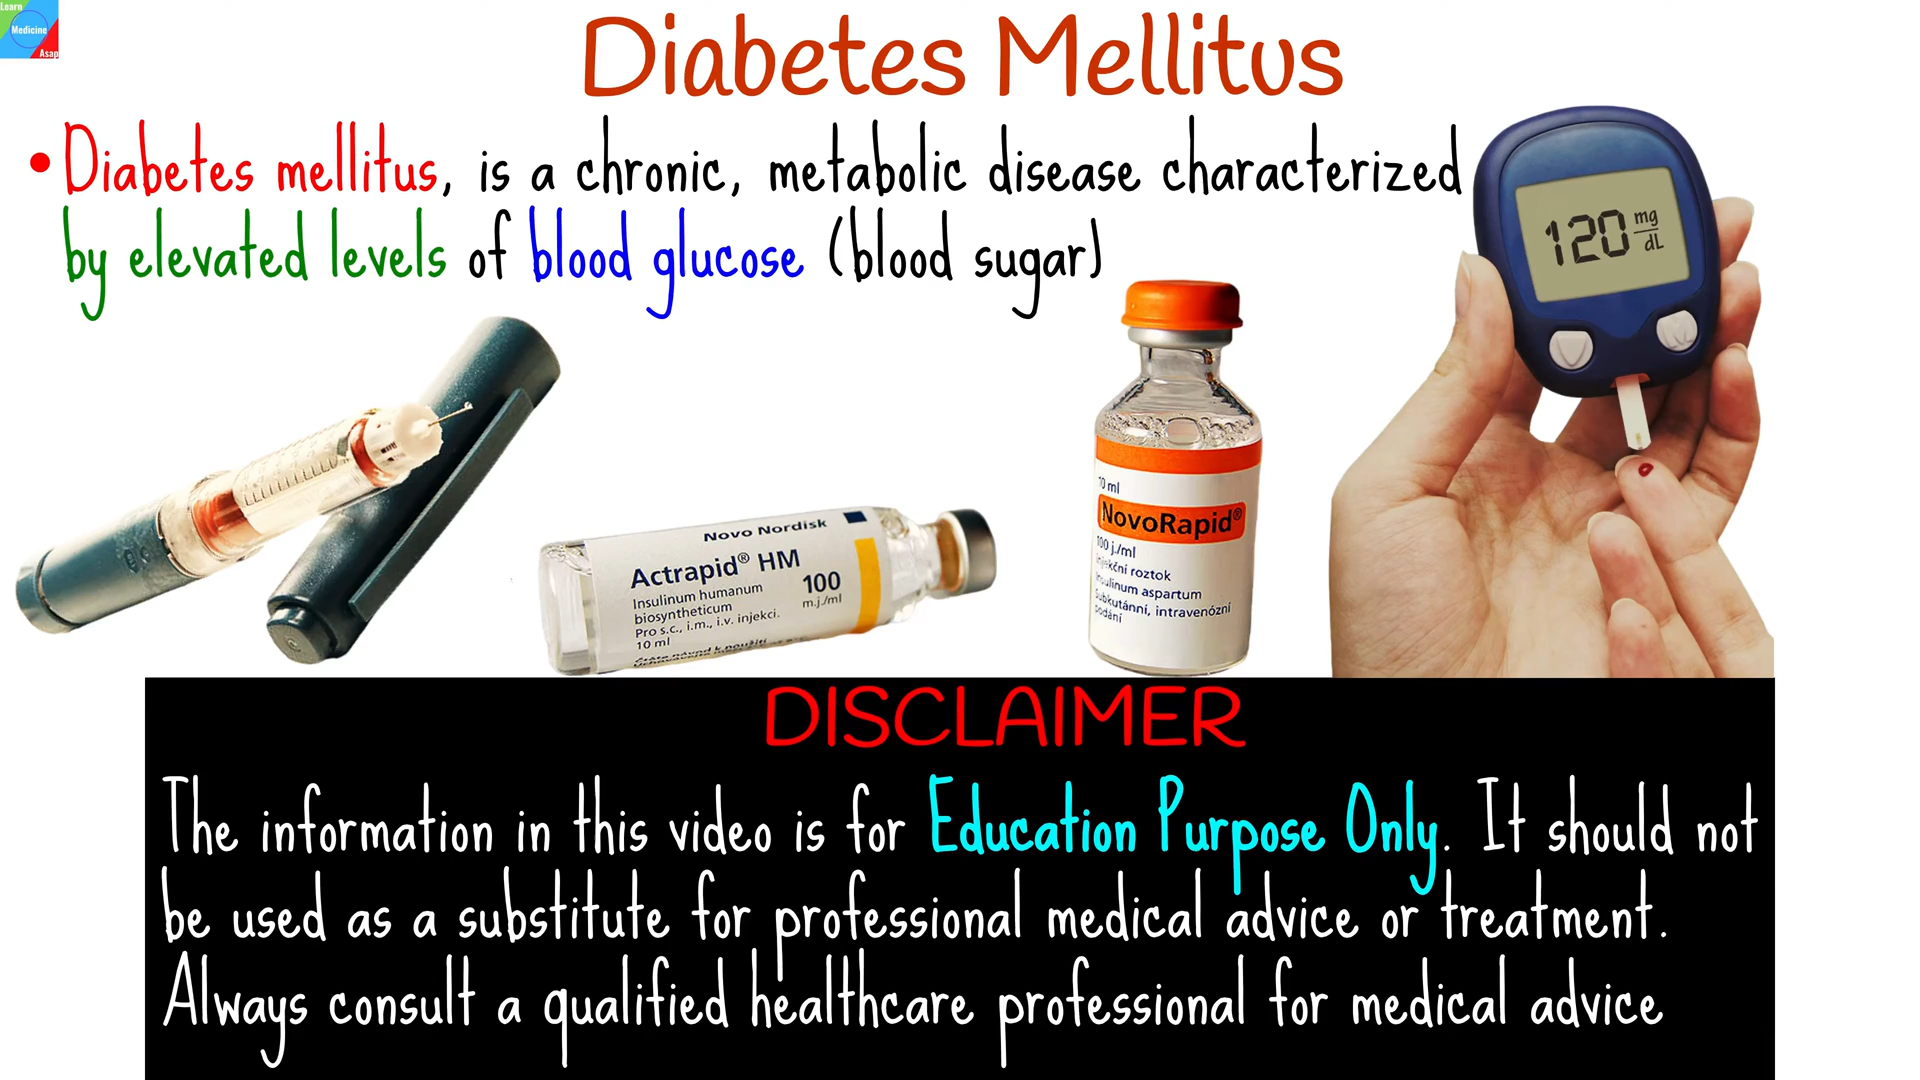 Learn
Medicine
Asap
Diabetes Mellitus
•Diabetes mellitus, is a chronic, metabolic disease characterized
by elevated levels of blood glucose (blood sugar)
120 mg/dL
Novo Nordisk
Actrapid® HM
100
m.j./ml
Insulinum humanum
biosyntheticum
Pro s.c., i.m., i.v. injekci.
10 ml
10 ml
NovoRapid®
100 j./ml
injekční roztok
Insulinum aspartum
Subkutánní, intravenózní
podání
DISCLAIMER
The information in this video is for Education Purpose Only. It should not
be used as a substitute for professional medical advice or treatment.
Always consult a qualified healthcare professional for medical advice